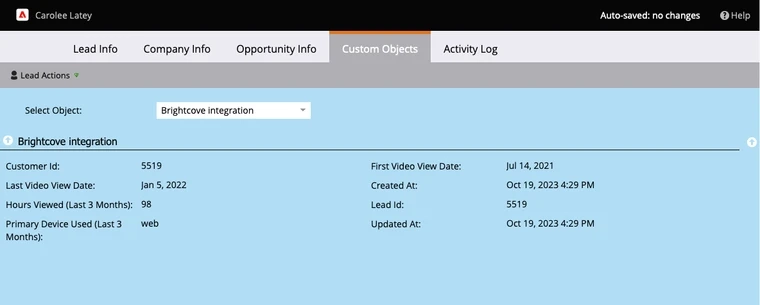 Carolee Latey
Auto-saved: no changes
Help
Lead Info
Company Info
Opportunity Info
Custom Objects
Activity Log
Lead Actions
Select Object:
Brightcove integration
Brightcove integration
Customer Id: 5519
First Video View Date: Jul 14, 2021
Last Video View Date: Jan 5, 2022
Created At: Oct 19, 2023 4:29 PM
Hours Viewed (Last 3 Months): 98
Lead Id: 5519
Primary Device Used (Last 3
Months): web
Updated At: Oct 19, 2023 4:29 PM